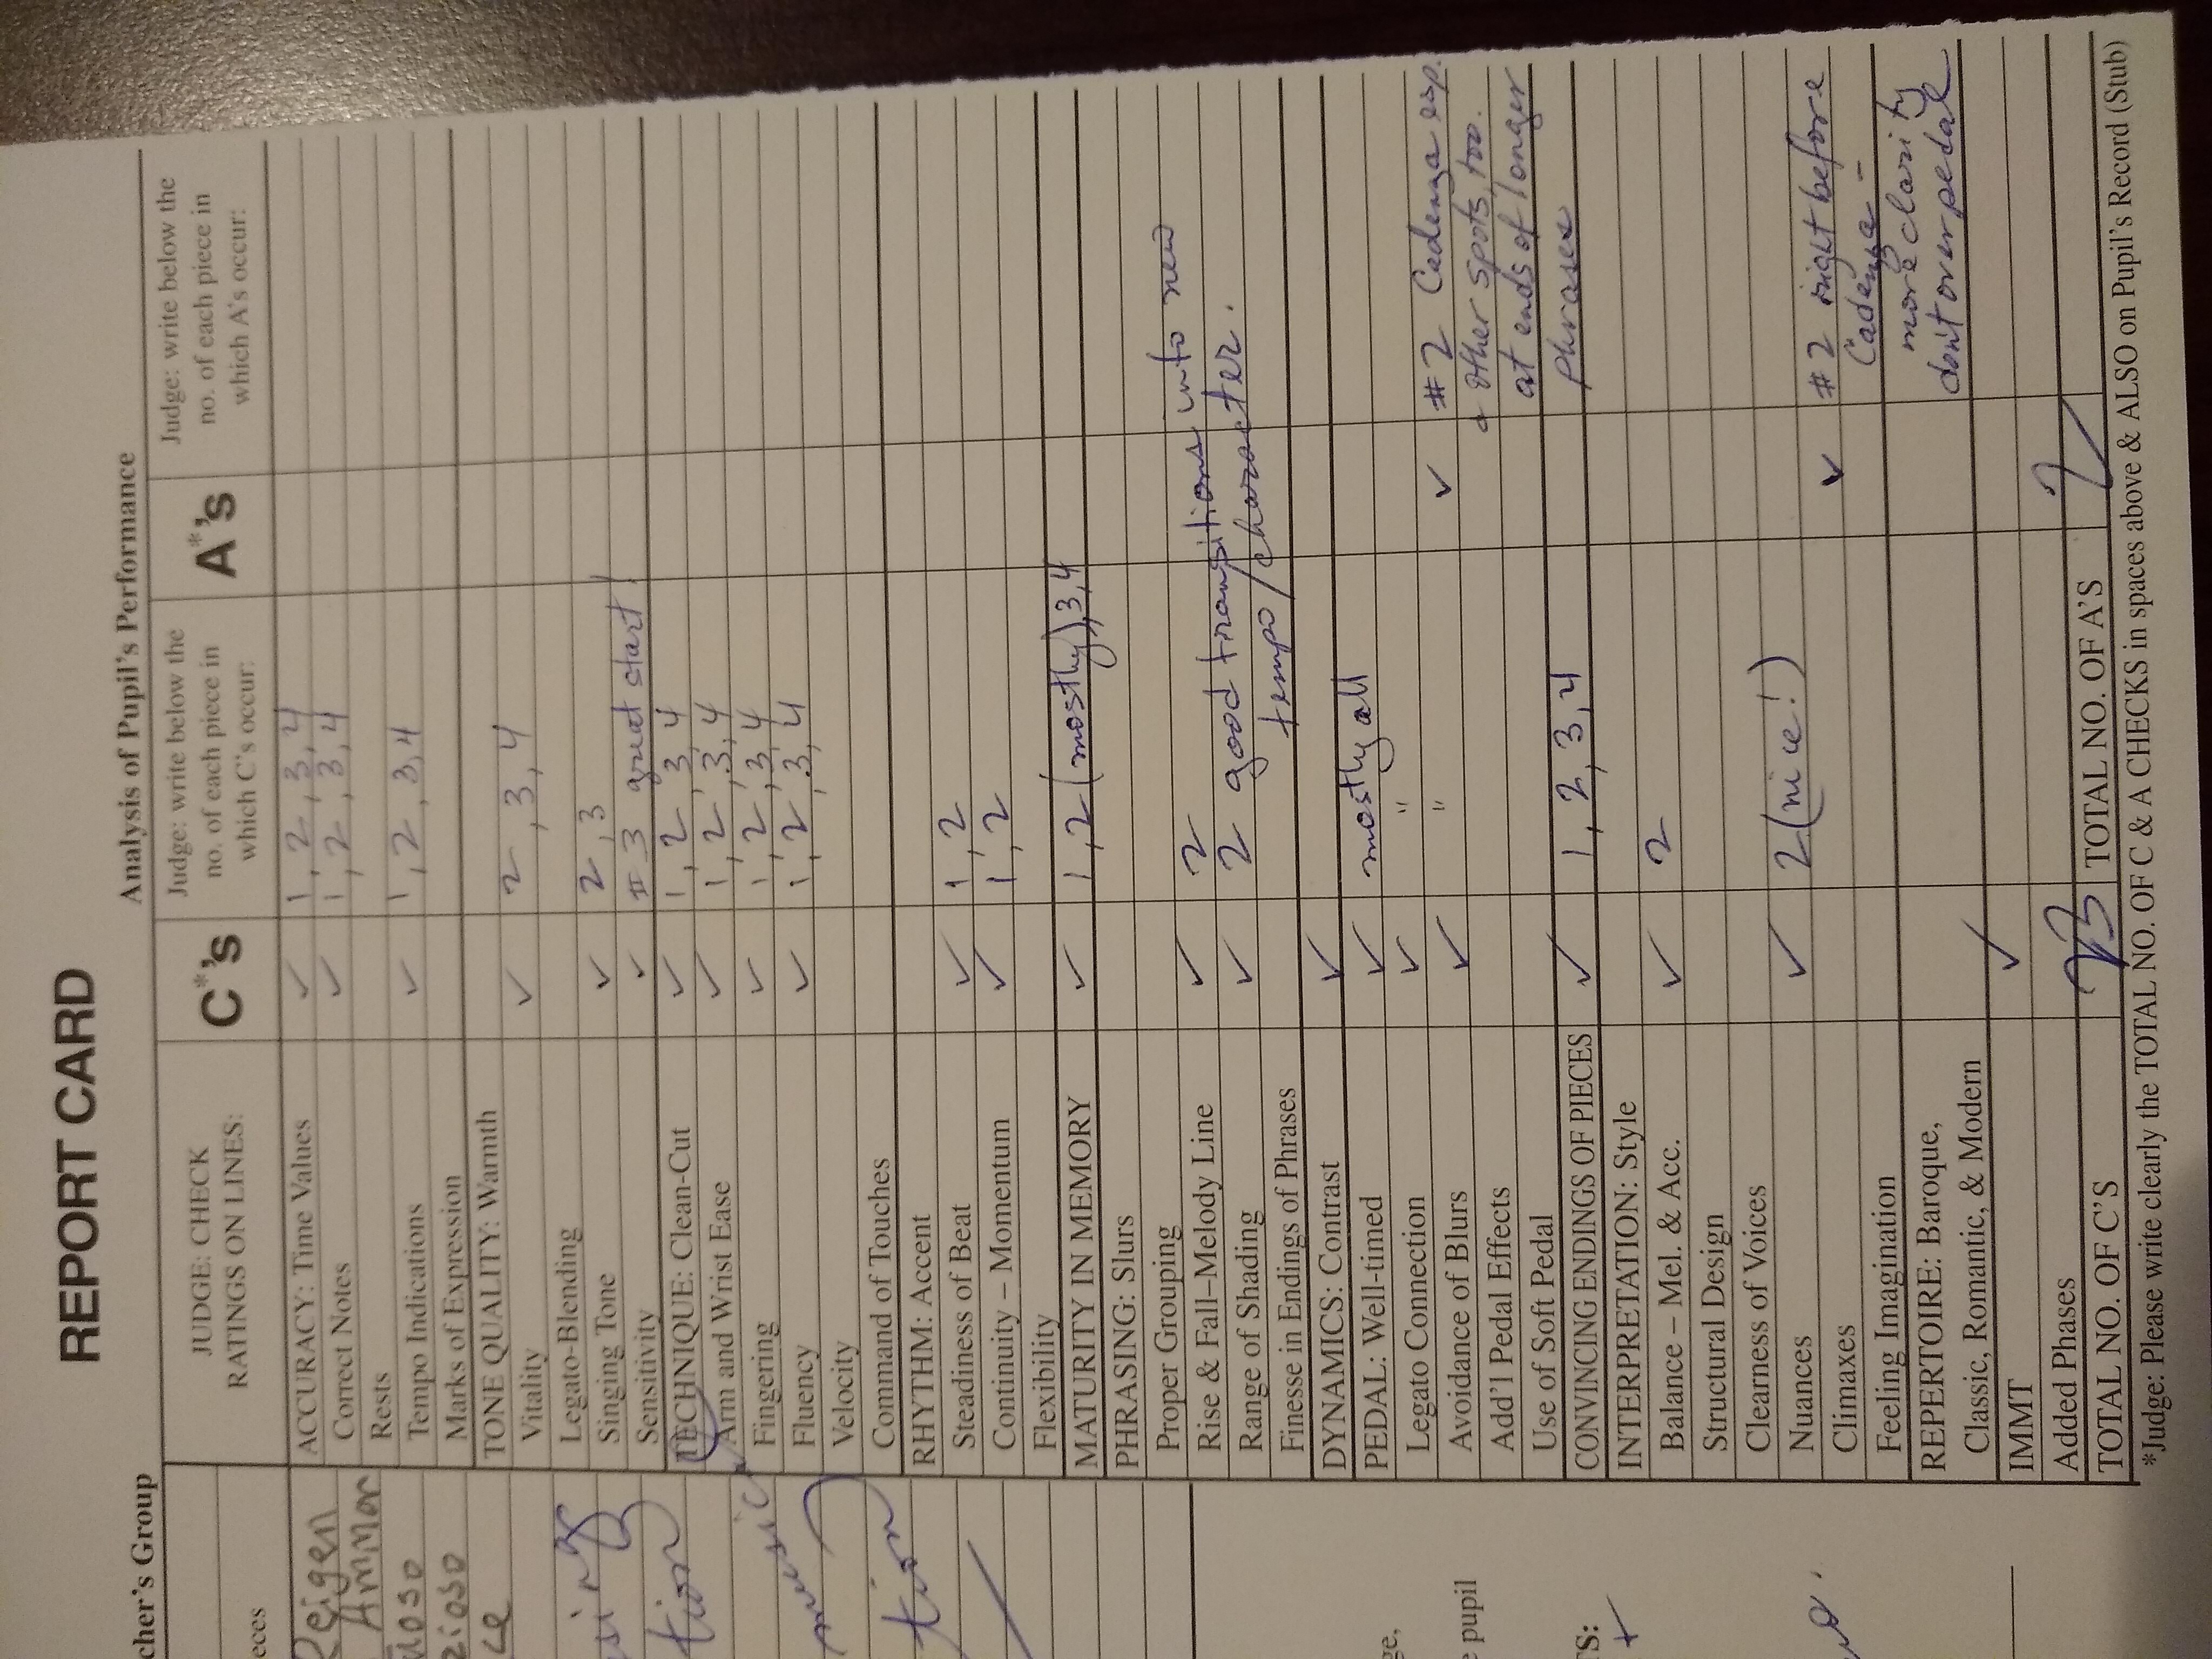 REPORT CARD
cher's Group
Analysis of Pupil's Performance
JUDGE: CHECK
RATINGS ON LINES:
C*'s
Judge: write below the
no. of each piece in
which C's occur:
A*'s
Judge: write below the
no. of each piece in
which A's occur:
eces
Reigen
Ammor
uoso
zioso
ce
sing
tion
musica
tion
ge,
e pupil
TS:
+
ACCURACY: Time Values ✓ 1, 2, 3, 4
Correct Notes ✓ 1, 2, 3, 4
Rests
Tempo Indications ✓ 1, 2, 3, 4
Marks of Expression
TONE QUALITY: Warmth
Vitality ✓ 2, 3, 4
Legato-Blending
Singing Tone ✓ 2, 3
Sensitivity ✓ #3 great start!
TECHNIQUE: Clean-Cut ✓ 1, 2, 3, 4
Arm and Wrist Ease ✓ 1, 2, 3, 4
Fingering ✓ 1, 2, 3, 4
Fluency ✓ 1, 2, 3, 4
Velocity
Command of Touches
RHYTHM: Accent
Steadiness of Beat ✓ 1, 2
Continuity – Momentum ✓ 1, 2
Flexibility
MATURITY IN MEMORY ✓ 1, 2 (mostly), 3, 4
PHRASING: Slurs
Proper Grouping
Rise & Fall–Melody Line ✓ 2
Range of Shading ✓ 2 good transitions into new
tempo/character.
Finesse in Endings of Phrases
DYNAMICS: Contrast ✓
PEDAL: Well-timed ✓ mostly all
Legato Connection ✓ "
Avoidance of Blurs ✓ " ✓ #2 Cadenza esp.
other spots, too.
at ends of longer
phrases
Add'l Pedal Effects
Use of Soft Pedal
CONVINCING ENDINGS OF PIECES ✓ 1, 2, 3, 4
INTERPRETATION: Style
Balance – Mel. & Acc. ✓ 2
Structural Design
Clearness of Voices
Nuances ✓ 2 (nice!)
Climaxes ✓ #2 right before
Cadenza –
more clarity
don't over pedal
Feeling Imagination
REPERTOIRE: Baroque,
Classic, Romantic, & Modern
IMMT ✓
Added Phases
TOTAL NO. OF C'S 23 TOTAL NO. OF A'S 2
*Judge: Please write clearly the TOTAL NO. OF C & A CHECKS in spaces above & ALSO on Pupil's Record (Stub)